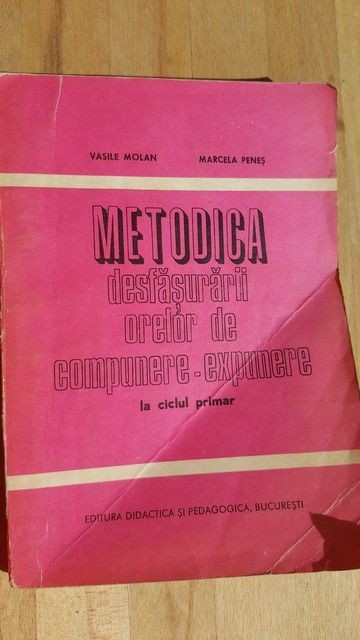 VASILE MOLAN MARCELA PENEȘ
METODICA
desfășurării
orelor de
compunere-expunere
la ciclul primar
EDITURA DIDACTICĂ ȘI PEDAGOGICĂ, BUCUREȘTI